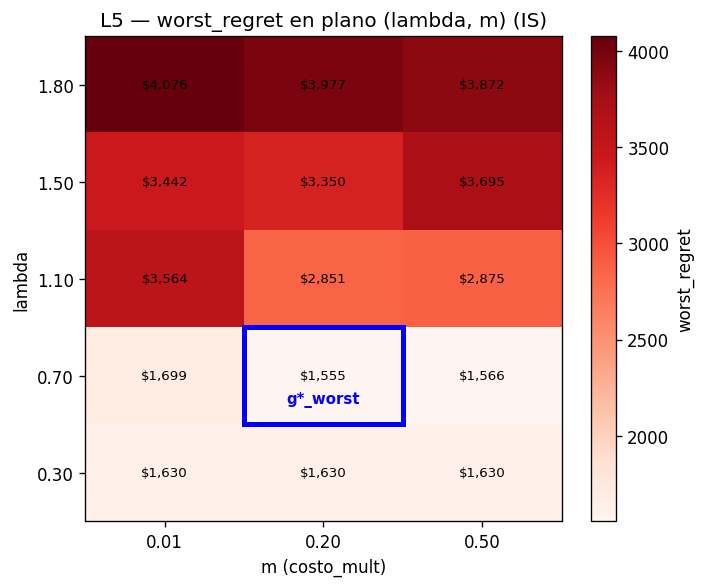 L5 — worst_regret en plano (lambda, m) (IS)
1.80 $4,076 $3,977 $3,872
1.50 $3,442 $3,350 $3,695
1.10 $3,564 $2,851 $2,875
0.70 $1,699 $1,555 $1,566
g*_worst
0.30 $1,630 $1,630 $1,630
0.01 0.20 0.50
m (costo_mult)
lambda
4000
3500
3000
2500
2000
worst_regret